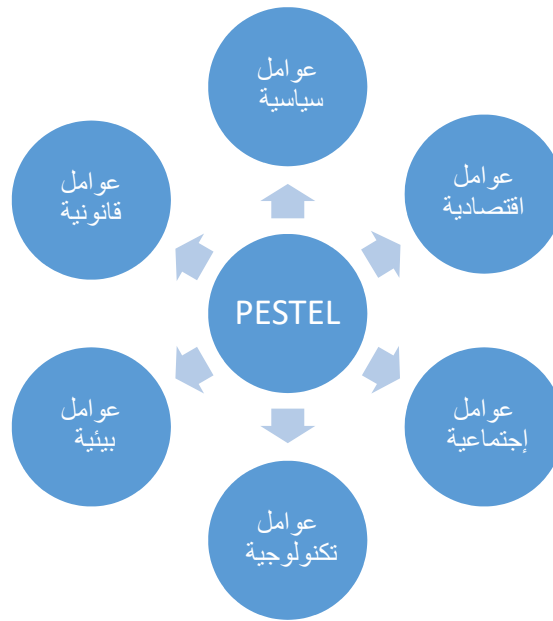 عوامل
سياسية
عوامل
اقتصادية
عوامل
إجتماعية
عوامل
تكنولوجية
عوامل
بيئية
عوامل
قانونية
PESTEL